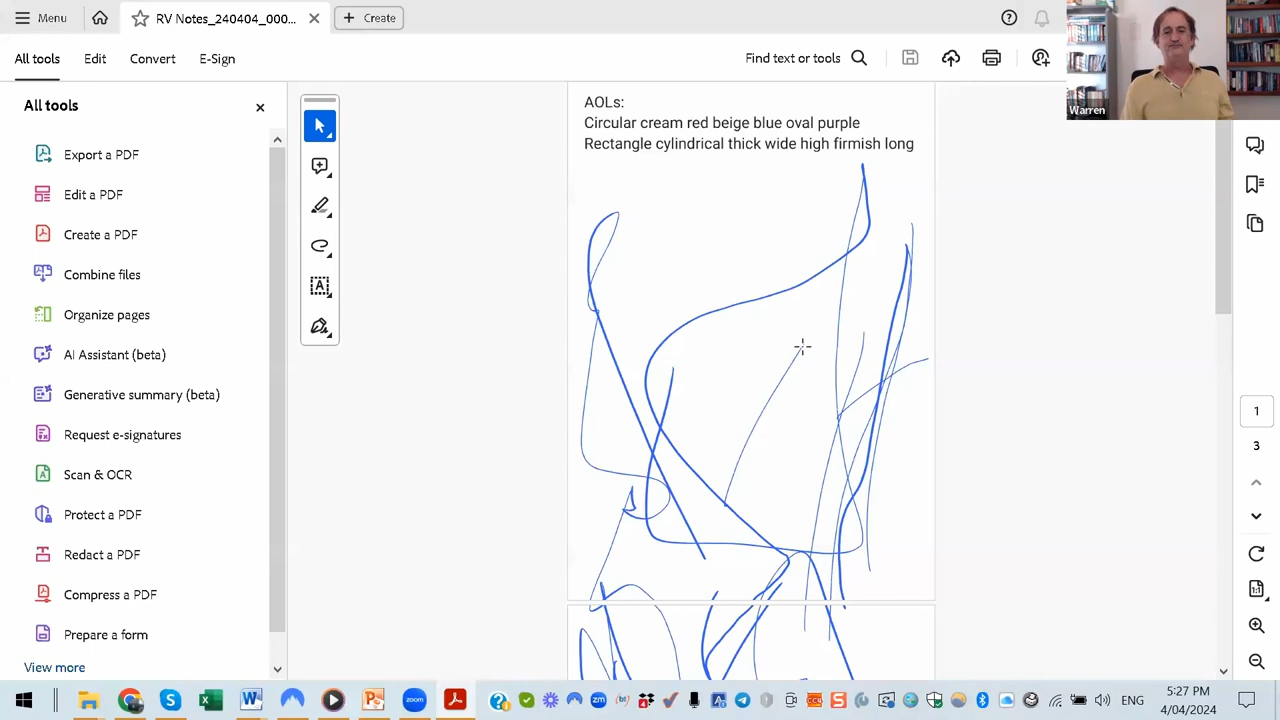 Menu
RV Notes_240404_000...
Create
All tools
Edit
Convert
E-Sign
Find text or tools
Warren
All tools
Export a PDF
Edit a PDF
Create a PDF
Combine files
Organize pages
AI Assistant (beta)
Generative summary (beta)
Request e-signatures
Scan & OCR
Protect a PDF
Redact a PDF
Compress a PDF
Prepare a form
View more
AOLs:
Circular cream red beige blue oval purple
Rectangle cylindrical thick wide high firmish long
1
3
ENG
5:27 PM
4/04/2024